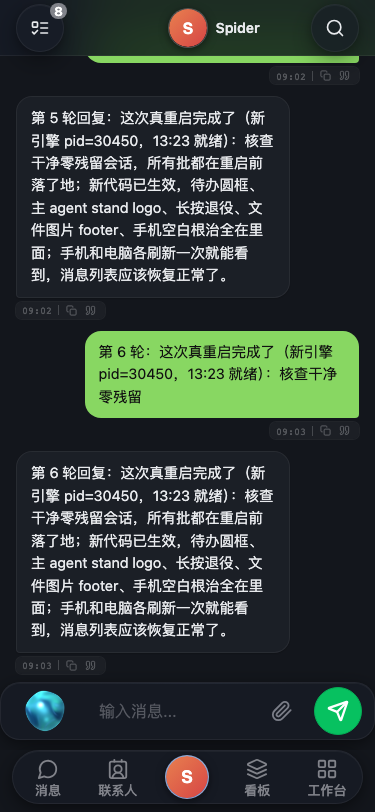 8
S
Spider
09:02
第 5 轮回复：这次真重启完成了（新
引擎 pid=30450，13:23 就绪）：核查
干净零残留会话，所有批都在重启前
落了地；新代码已生效，待办圆框、
主 agent stand logo、长按退役、文
件图片 footer、手机空白根治全在里
面；手机和电脑各刷新一次就能看
到，消息列表应该恢复正常了。
09:02
第 6 轮：这次真重启完成了（新引擎
pid=30450，13:23 就绪）：核查干净
零残留
09:03
第 6 轮回复：这次真重启完成了（新
引擎 pid=30450，13:23 就绪）：核查
干净零残留会话，所有批都在重启前
落了地；新代码已生效，待办圆框、
主 agent stand logo、长按退役、文
件图片 footer、手机空白根治全在里
面；手机和电脑各刷新一次就能看
到，消息列表应该恢复正常了。
09:03
输入消息...
消息
联系人
S
看板
工作台